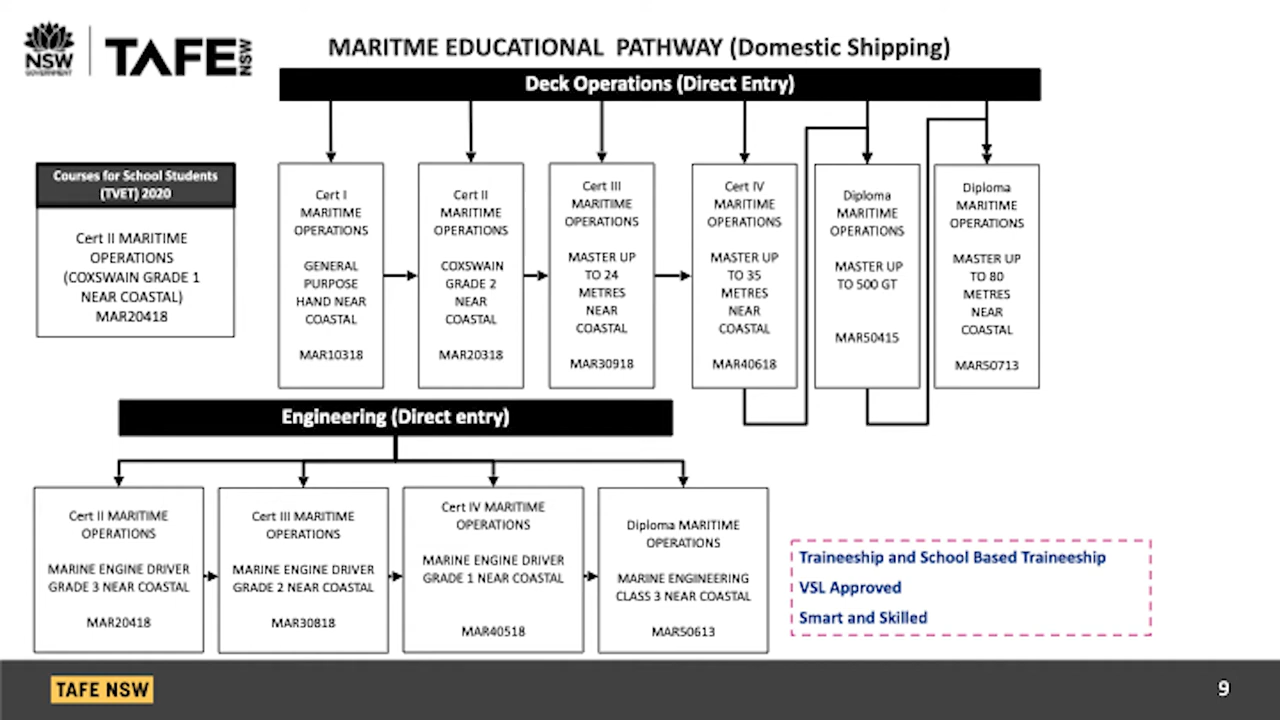 NSW
GOVERNMENT
TAFE NSW
MARITME EDUCATIONAL PATHWAY (Domestic Shipping)
Deck Operations (Direct Entry)
Courses for School Students
(TVET) 2020
Cert II MARITIME
OPERATIONS
(COXSWAIN GRADE 1
NEAR COASTAL)
MAR20418
Cert I
MARITIME
OPERATIONS
GENERAL
PURPOSE
HAND NEAR
COASTAL
MAR10318
Cert II
MARITIME
OPERATIONS
COXSWAIN
GRADE 2
NEAR
COASTAL
MAR20318
Cert III
MARITIME
OPERATIONS
MASTER UP
TO 24
METRES
NEAR
COASTAL
MAR30918
Cert IV
MARITIME
OPERATIONS
MASTER UP
TO 35
METRES
NEAR
COASTAL
MAR40618
Diploma
MARITIME
OPERATIONS
MASTER UP
TO 500 GT
MAR50415
Diploma
MARITIME
OPERATIONS
MASTER UP
TO 80
METRES
NEAR
COASTAL
MAR50713
Engineering (Direct entry)
Cert II MARITIME
OPERATIONS
MARINE ENGINE DRIVER
GRADE 3 NEAR COASTAL
MAR20418
Cert III MARITIME
OPERATIONS
MARINE ENGINE DRIVER
GRADE 2 NEAR COASTAL
MAR30818
Cert IV MARITIME
OPERATIONS
MARINE ENGINE DRIVER
GRADE 1 NEAR COASTAL
MAR40518
Diploma MARITIME
OPERATIONS
MARINE ENGINEERING
CLASS 3 NEAR COASTAL
MAR50613
Traineeship and School Based Traineeship
VSL Approved
Smart and Skilled
TAFE NSW
9